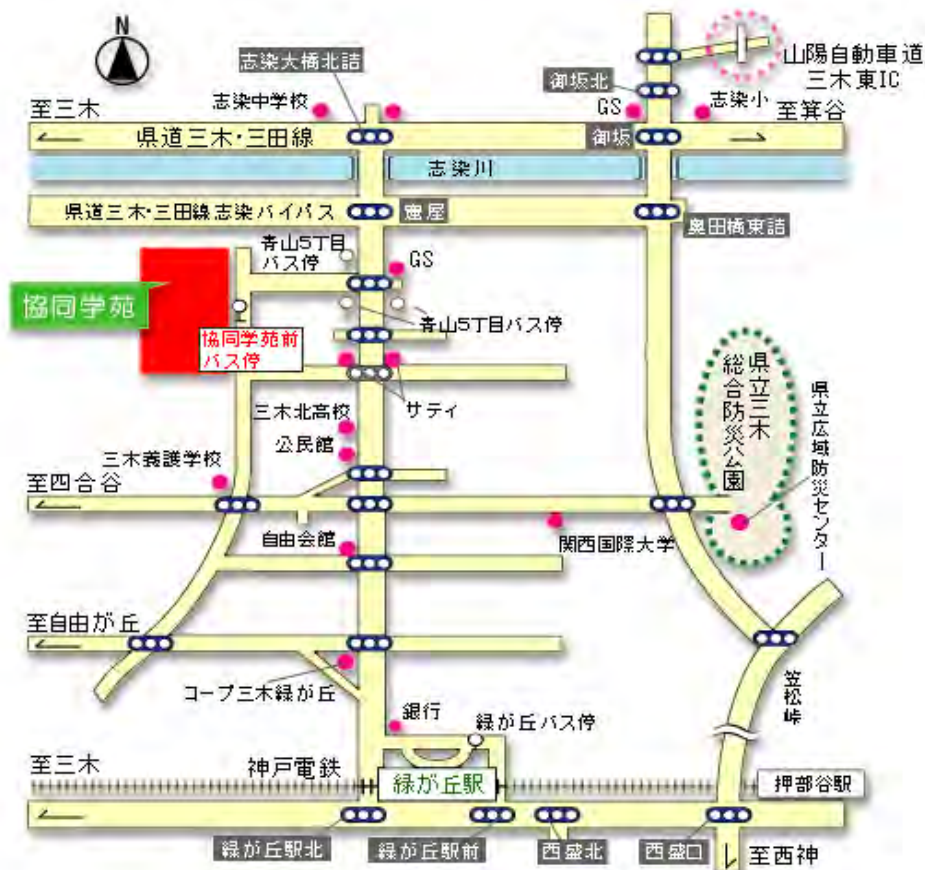 N
志染大橋北詰
山陽自動車道
三木東IC
御坂北
至三木
志染中学校
GS
志染小
至箕谷
県道三木・三田線
御坂
志染川
県道三木・三田線志染バイパス
窟屋
奥田橋東詰
青山5丁目
バス停
GS
協同学苑
青山5丁目バス停
協同学苑前
バス停
サティ
県立三木
総合防災公園
県立広域防災センター
三木北高校
公民館
三木養護学校
至四合谷
自由会館
関西国際大学
至自由が丘
コープ三木緑が丘
笠松峠
銀行
緑が丘バス停
至三木
神戸電鉄
緑が丘駅
押部谷駅
緑が丘駅北
緑が丘駅前
西盛北
西盛口
至西神